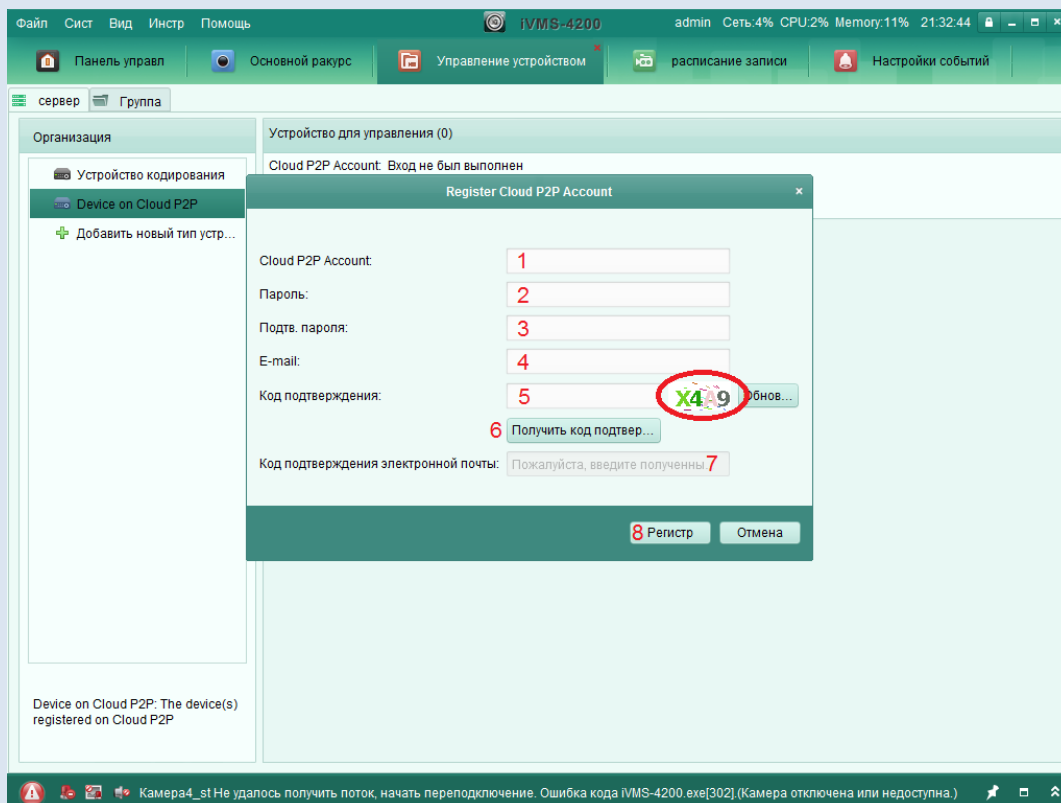 Файл Сист Вид Инстр Помощь iVMS-4200 admin Сеть:4% CPU:2% Memory:11% 21:32:44
Панель управл Основной ракурс Управление устройством расписание записи Настройки событий
сервер Группа
Организация
Устройство для управления (0)
Cloud P2P Account: Вход не был выполнен
Устройство кодирования
Device on Cloud P2P
Добавить новый тип устр...
Register Cloud P2P Account
Cloud P2P Account: 1
Пароль: 2
Подтв. пароля: 3
E-mail: 4
Код подтверждения: 5 X4A9 Обнов...
6 Получить код подтвер...
Код подтверждения электронной почты: Пожалуйста, введите полученны 7
8 Регистр Отмена
Device on Cloud P2P: The device(s)
registered on Cloud P2P
Камера4_st Не удалось получить поток, начать переподключение. Ошибка кода iVMS-4200.exe[302].(Камера отключена или недоступна.)